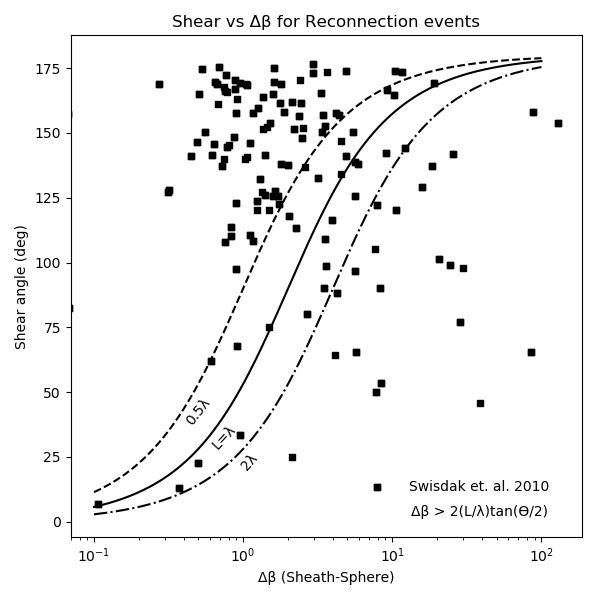 Shear vs Δβ for Reconnection events
Shear angle (deg)
175
150
125
100
75
50
25
0
0.5λ
L=λ
2λ
Swisdak et. al. 2010
Δβ > 2(L/λ)tan(Θ/2)
10⁻¹
10⁰
10¹
10²
Δβ (Sheath-Sphere)